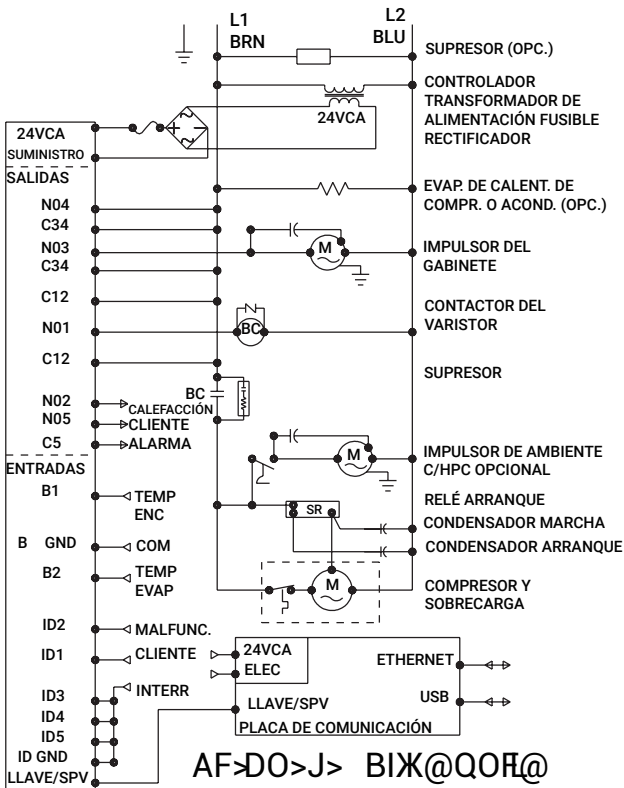 L1
BRN
L2
BLU
SUPRESOR (OPC.)
CONTROLADOR
TRANSFORMADOR DE
ALIMENTACIÓN FUSIBLE
RECTIFICADOR
24VCA
24VCA
SUMINISTRO
SALIDAS
N04
C34
N03
C34
C12
N01
C12
N02
N05
C5
CALEFACCIÓN
CLIENTE
ALARMA
EVAP. DE CALENT. DE
COMPR. O ACOND. (OPC.)
M
IMPULSOR DEL
GABINETE
BC
CONTACTOR DEL
VARISTOR
SUPRESOR
BC
M
IMPULSOR DE AMBIENTE
C/HPC OPCIONAL
RELÉ ARRANQUE
SR
CONDENSADOR MARCHA
CONDENSADOR ARRANQUE
M
COMPRESOR Y
SOBRECARGA
ENTRADAS
B1
TEMP
ENC
B GND
COM
B2
TEMP
EVAP
ID2
MALFUNC.
ID1
CLIENTE
ID3
INTERR
ID4
ID5
ID GND
LLAVE/SPV
24VCA
ELEC
ETHERNET
USB
LLAVE/SPV
PLACA DE COMUNICACIÓN
AF>DO>J> BIЖ@QOFŁ@